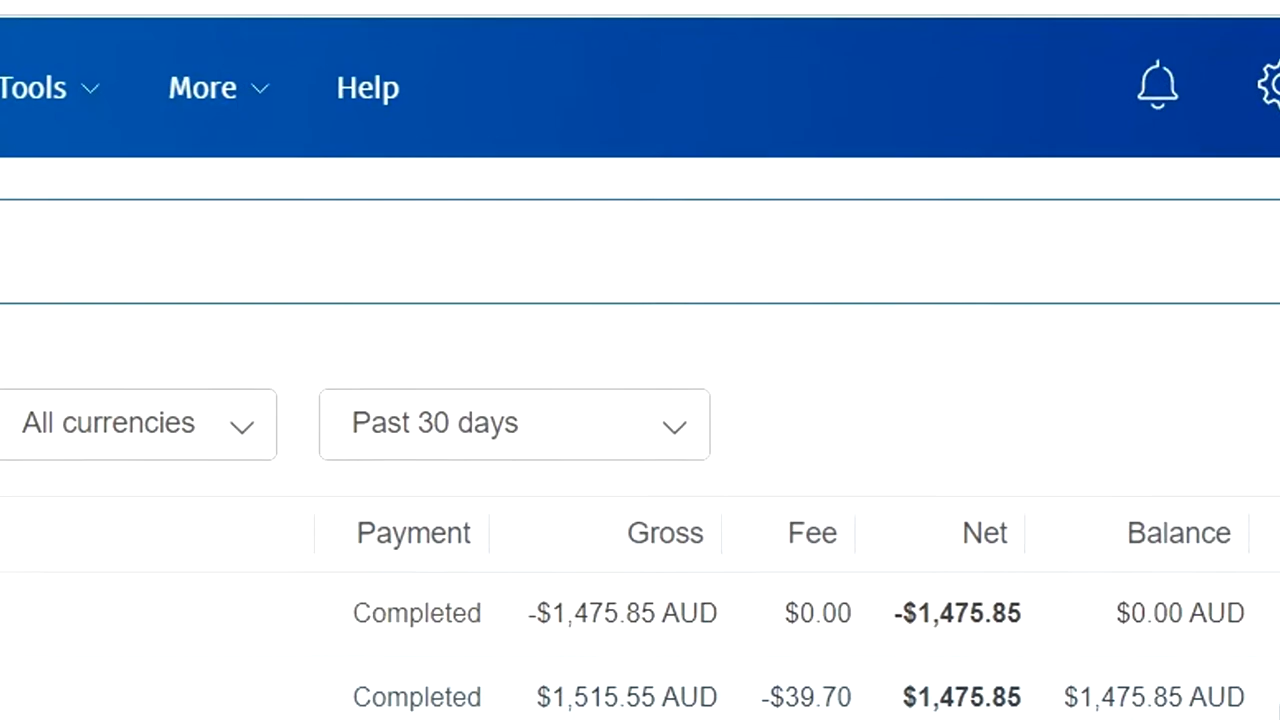 Tools More Help
All currencies Past 30 days
Payment Gross Fee Net Balance
Completed -$1,475.85 AUD $0.00 -$1,475.85 $0.00 AUD
Completed $1,515.55 AUD -$39.70 $1,475.85 $1,475.85 AUD